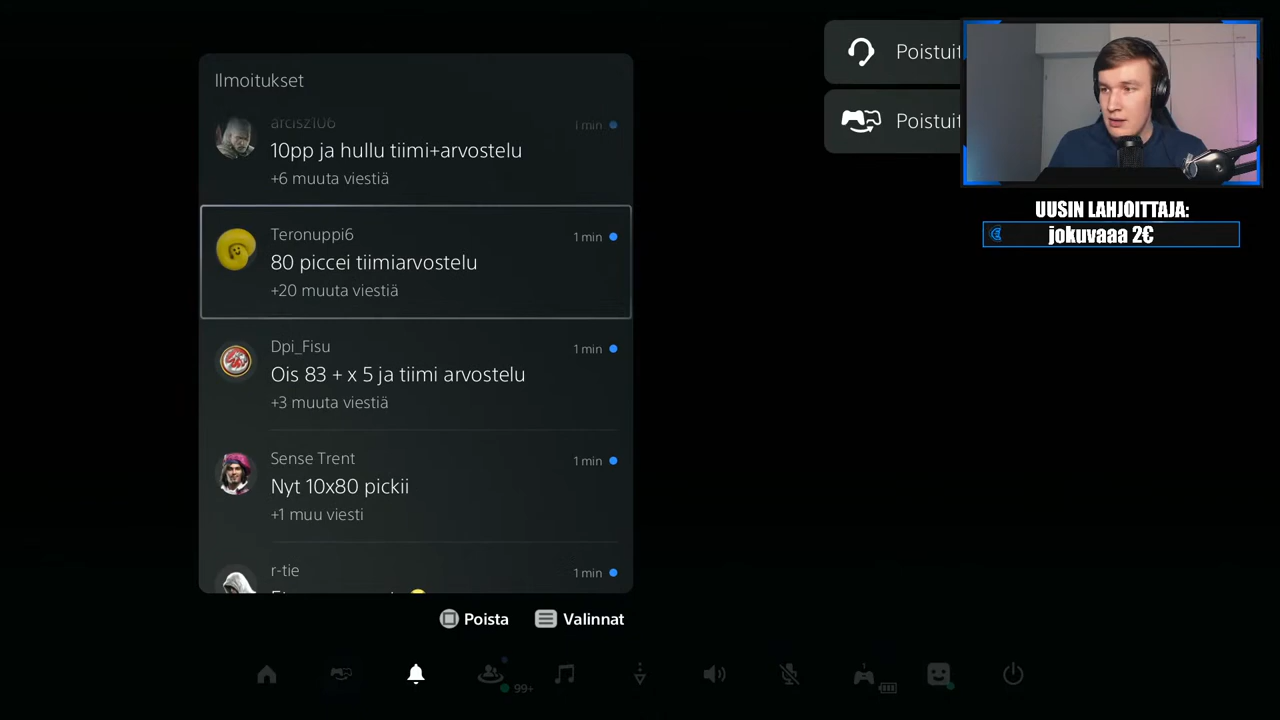 Ilmoitukset
arcisz106
1 min
10pp ja hullu tiimi+arvostelu
+6 muuta viestiä
Teronuppi6
1 min
80 piccei tiimiarvostelu
+20 muuta viestiä
Dpi_Fisu
1 min
Ois 83 + x 5 ja tiimi arvostelu
+3 muuta viestiä
Sense Trent
1 min
Nyt 10x80 pickii
+1 muu viesti
r-tie
1 min
Poista
Valinnat
99+
Poistuit
Poistuit
UUSIN LAHJOITTAJA:
jokuvaaa 2€